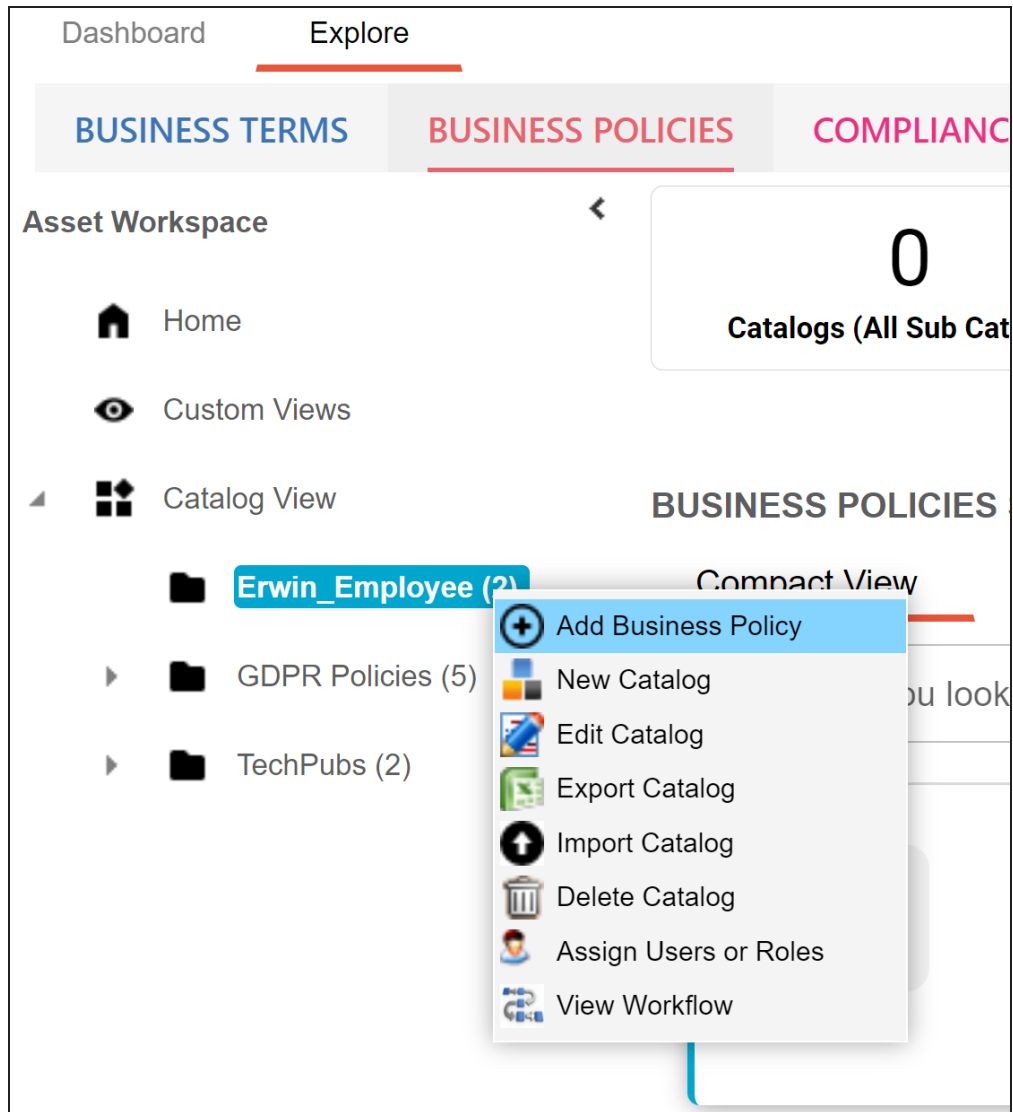 Dashboard Explore
BUSINESS TERMS BUSINESS POLICIES COMPLIANC
Asset Workspace
0
Catalogs (All Sub Cat
Home
Custom Views
Catalog View
BUSINESS POLICIES
Compact View
Erwin_Employee (2)
GDPR Policies (5)
TechPubs (2)
Add Business Policy
New Catalog
Edit Catalog
Export Catalog
Import Catalog
Delete Catalog
Assign Users or Roles
View Workflow
ou look